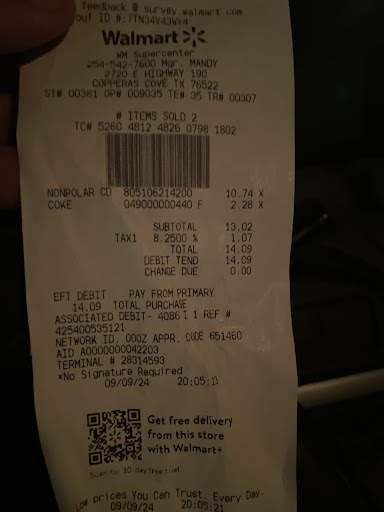 feedback @ survey.walmart.com
out ID #:7TN34V43WY4
Walmart
WM Supercenter
254-542-7600 Mgr. MANDY
2720 E HIGHWAY 190
COPPERAS COVE TX 76522
ST# 00381 OP# 009035 TE# 35 TR# 00307
# ITEMS SOLD 2
TC# 5260 4812 4826 0798 1802
NONPOLAR CD 805106214200 10.74 X
COKE 049000000440 F 2.28 X
SUBTOTAL 13.02
TAX1 8.2500 % 1.07
TOTAL 14.09
DEBIT TEND 14.09
CHANGE DUE 0.00
EFT DEBIT PAY FROM PRIMARY
14.09 TOTAL PURCHASE
ASSOCIATED DEBIT- 4086 I 1 REF #
425400535121
NETWORK ID. 000Z APPR. CODE 651460
AID A0000000042203
TERMINAL # 28314593
*No Signature Required
09/09/24 20:05:11
Get free delivery
from this store
with Walmart+
Scan for 30-day free trial.
Low prices You Can Trust. Every Day.
09/09/24 20:05:21